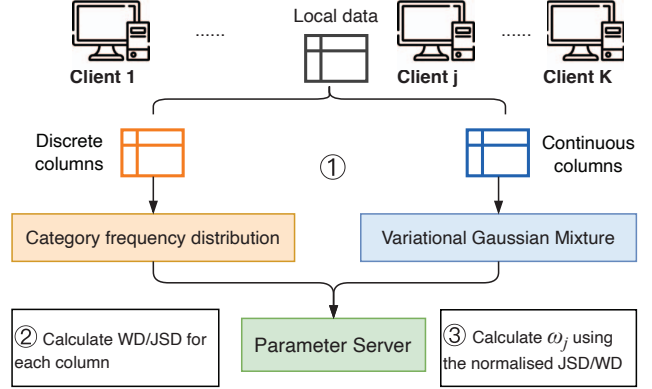 Local data
...... ......
Client 1 Client j Client K
Discrete
columns
①
Continuous
columns
Category frequency distribution
Variational Gaussian Mixture
② Calculate WD/JSD for
each column
Parameter Server
③ Calculate ωj using
the normalised JSD/WD